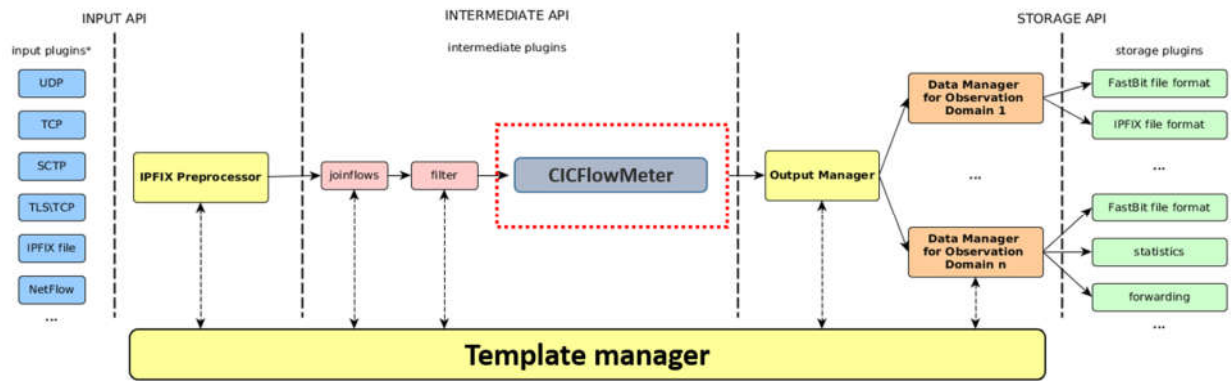 INPUT API
INTERMEDIATE API
STORAGE API
input plugins*
intermediate plugins
storage plugins
UDP
TCP
SCTP
TLS\TCP
IPFIX file
NetFlow
...
IPFIX Preprocessor
joinflows
filter
CICFlowMeter
Output Manager
Data Manager
for Observation
Domain 1
...
Data Manager
for Observation
Domain n
FastBit file format
IPFIX file format
...
FastBit file format
statistics
forwarding
...
Template manager